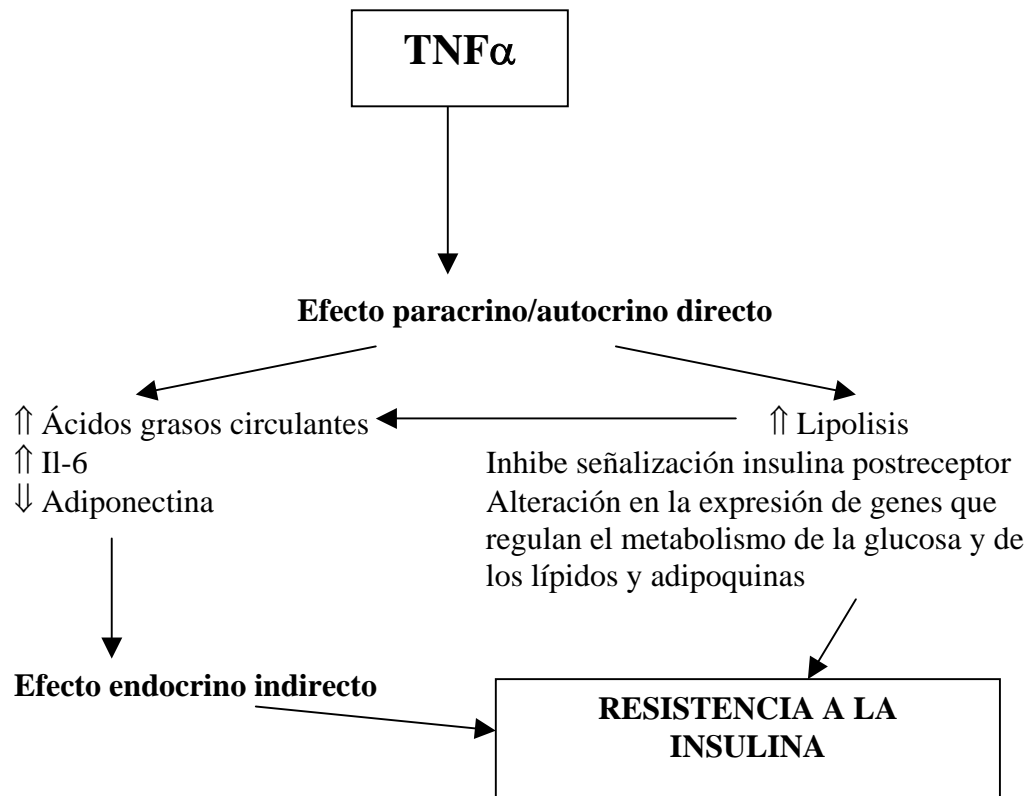 TNFα
Efecto paracrino/autocrino directo
⇑ Ácidos grasos circulantes
⇑ Il-6
⇓ Adiponectina
⇑ Lipolisis
Inhibe señalización insulina postreceptor
Alteración en la expresión de genes que
regulan el metabolismo de la glucosa y de
los lípidos y adipoquinas
Efecto endocrino indirecto
RESISTENCIA A LA
INSULINA